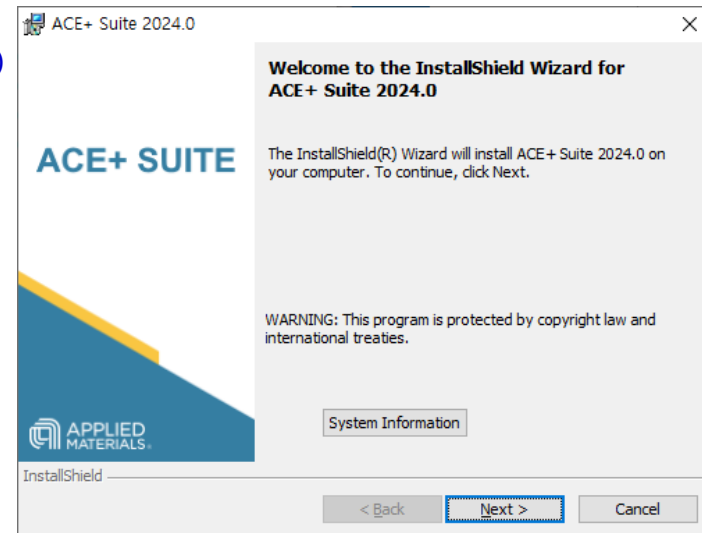 ACE+ Suite 2024.0
Welcome to the InstallShield Wizard for
ACE+ Suite 2024.0
ACE+ SUITE
The InstallShield(R) Wizard will install ACE+ Suite 2024.0 on
your computer. To continue, click Next.
WARNING: This program is protected by copyright law and
international treaties.
System Information
APPLIED
MATERIALS®
InstallShield
< Back
Next >
Cancel